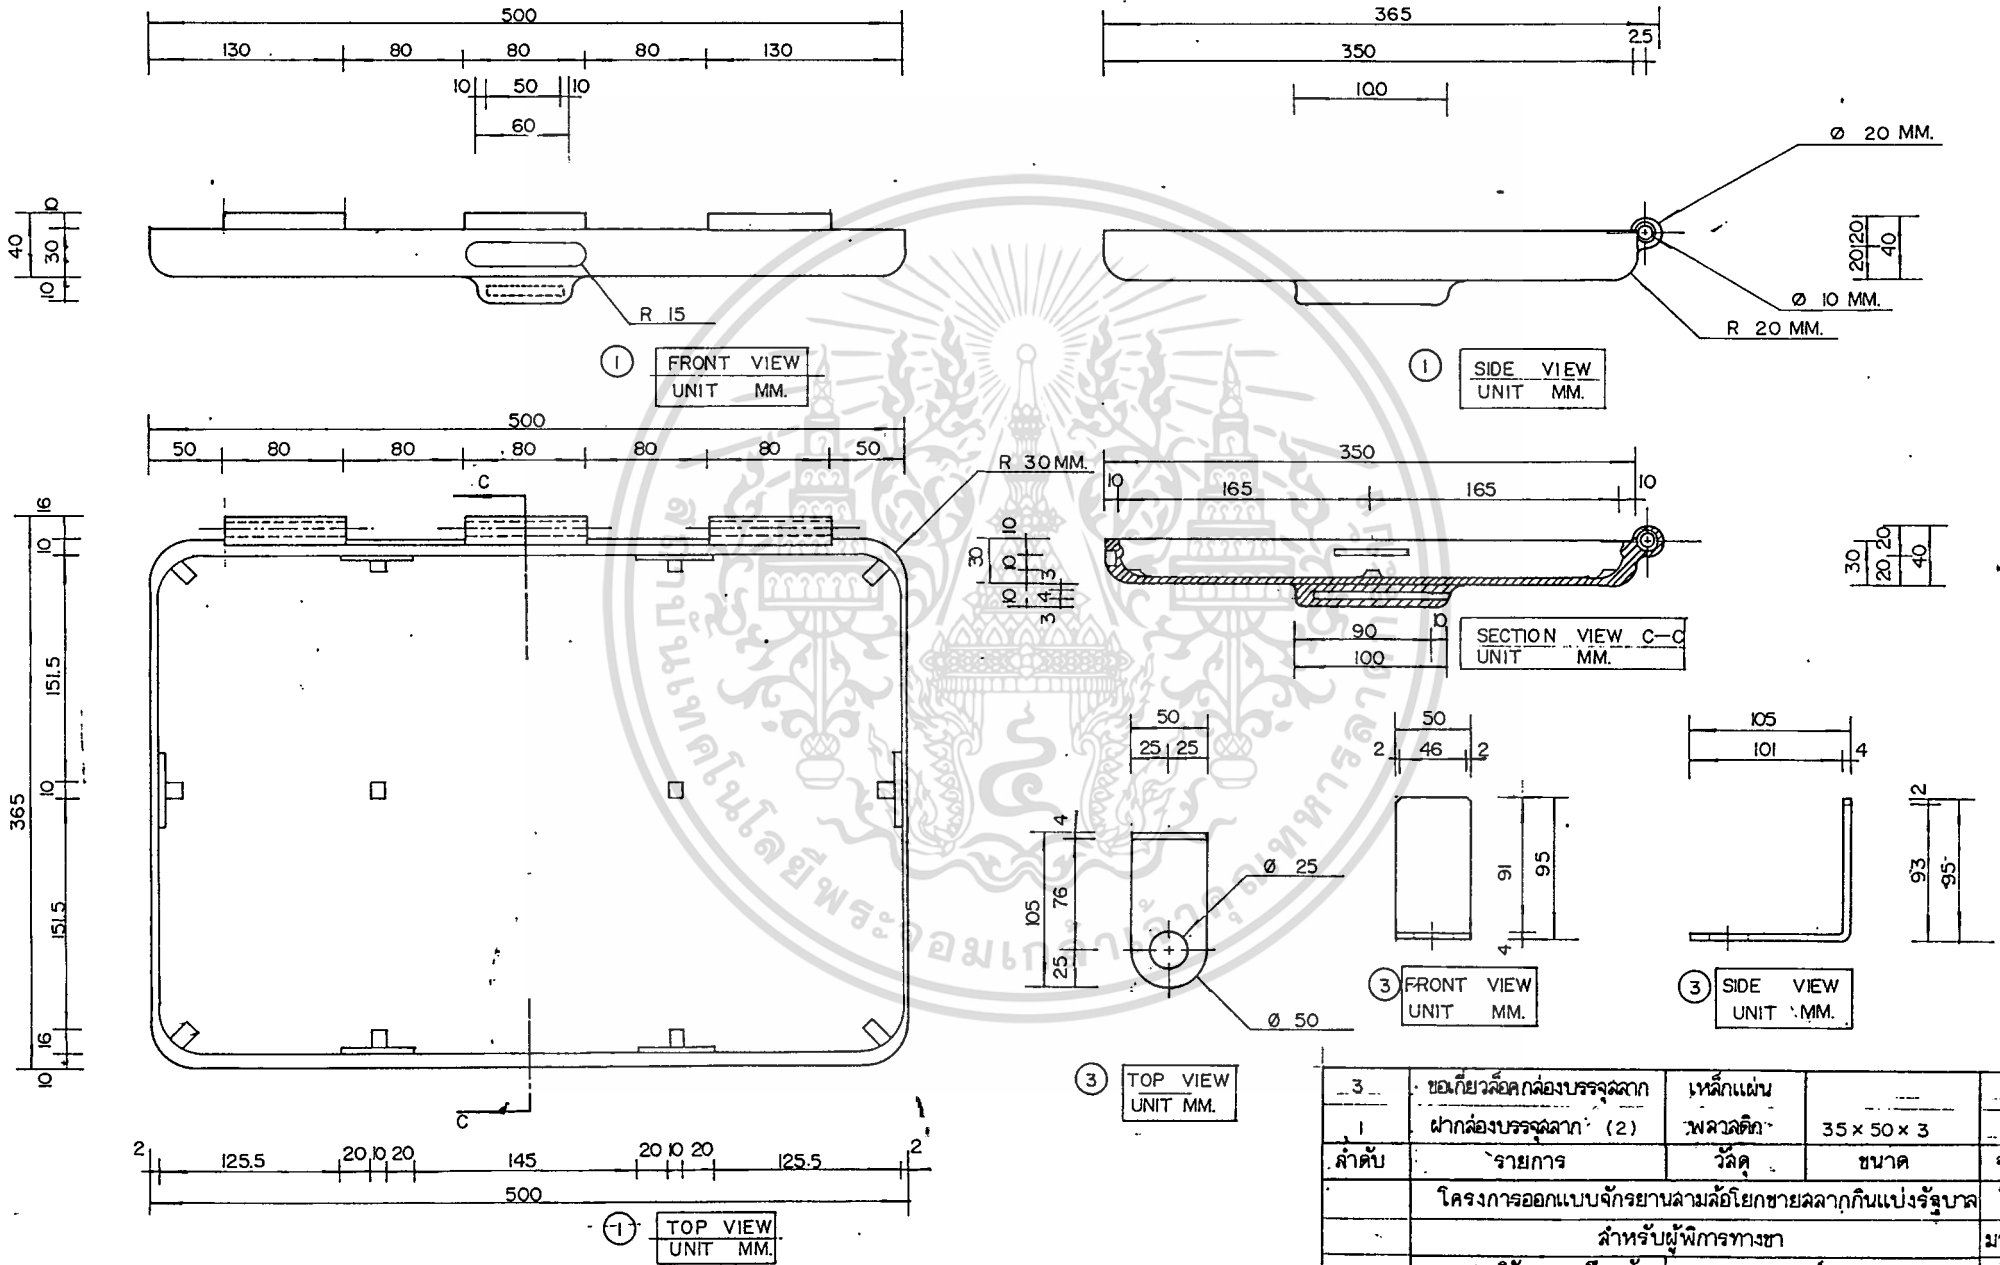 500
130 80 80 80 130
10 50 10
60
40 10 30 10
R 15
1 FRONT VIEW
UNIT MM.
365
350 25
100
Ø 20 MM.
20 20 40
Ø 10 MM.
R 20 MM.
1 SIDE VIEW
UNIT MM.
500
50 80 80 80 80 80 50
C
R 30 MM.
16
10
151.5
10
151.5
16
10
365
C
2 125.5 20 10 20 145 20 10 20 125.5 2
500
1 TOP VIEW
UNIT MM.
350
10 165 165 10
30 10 10 3
10 4 3
30 20 20 40
90 10
100
SECTION VIEW C-C
UNIT MM.
50
25 25
4
76
25
105
Ø 25
Ø 50
3 TOP VIEW
UNIT MM.
50
2 46 2
91 95
4
3 FRONT VIEW
UNIT MM.
105
101 4
2
93 95
3 SIDE VIEW
UNIT MM.
3 ขอเกี่ยวล็อคกล่องบรรจุสลาก เหล็กแผ่น
1 ฝากล่องบรรจุสลาก (2) พลาสติก 35 × 50 × 3
ลำดับ รายการ วัสดุ ขนาด
โครงการออกแบบจักรยานสามล้อโยกขายสลากกินแบ่งรัฐบาล
สำหรับผู้พิการทางขา